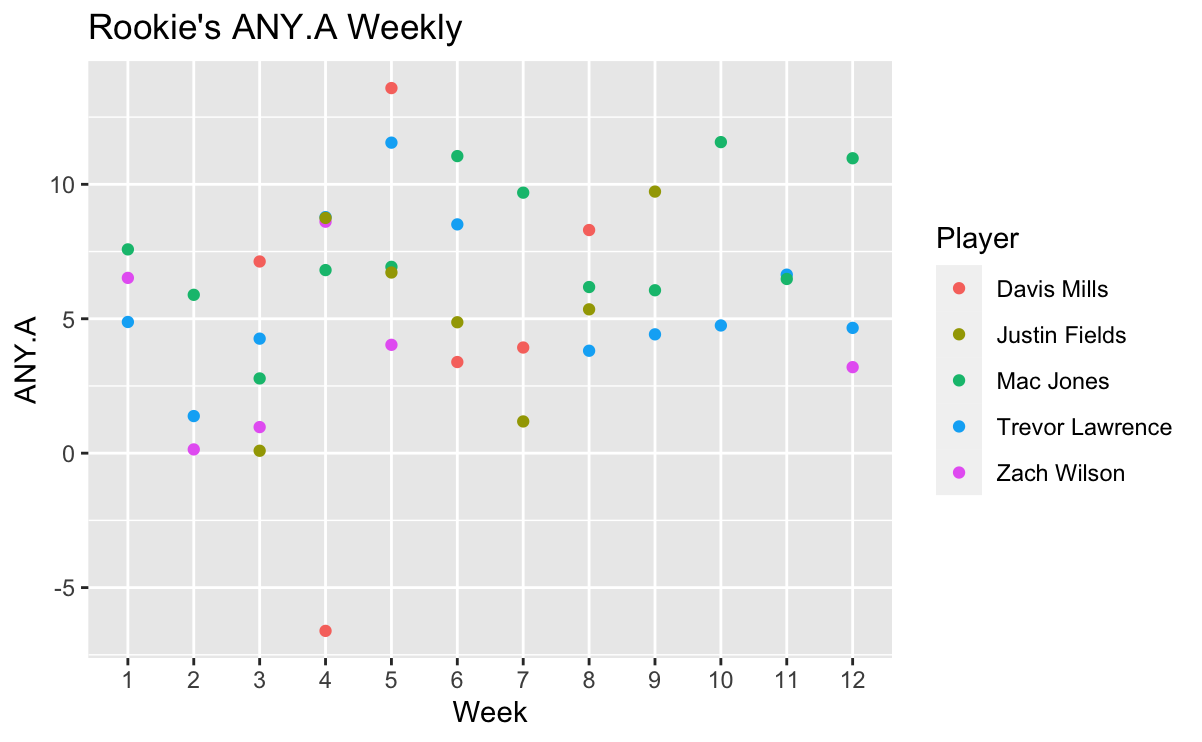 Rookie's ANY.A Weekly
10
5
0
-5
ANY.A
1 2 3 4 5 6 7 8 9 10 11 12
Week
Player
Davis Mills
Justin Fields
Mac Jones
Trevor Lawrence
Zach Wilson